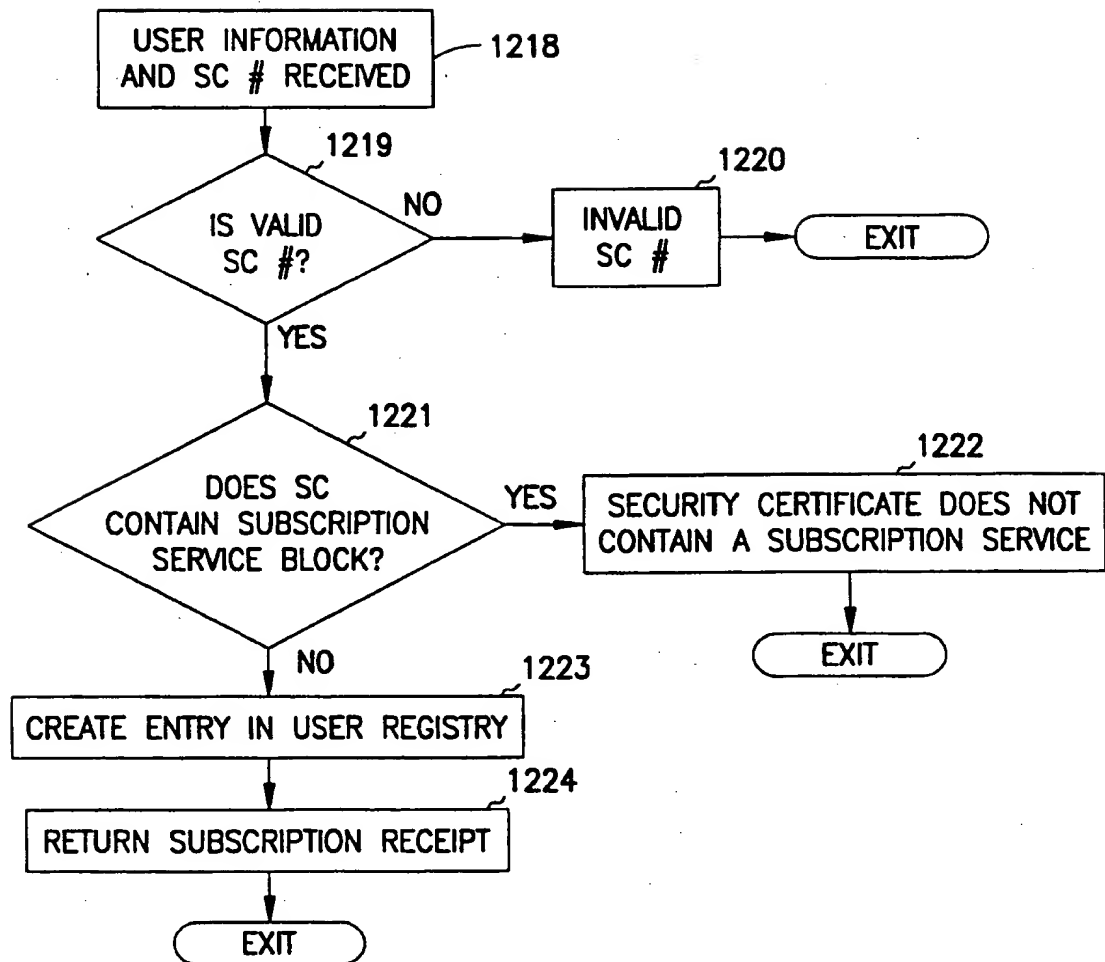 USER INFORMATION
AND SC # RECEIVED
1218
1219
IS VALID
SC #?
NO
1220
INVALID
SC #
EXIT
YES
1221
DOES SC
CONTAIN SUBSCRIPTION
SERVICE BLOCK?
YES
1222
SECURITY CERTIFICATE DOES NOT
CONTAIN A SUBSCRIPTION SERVICE
EXIT
NO
1223
CREATE ENTRY IN USER REGISTRY
1224
RETURN SUBSCRIPTION RECEIPT
EXIT